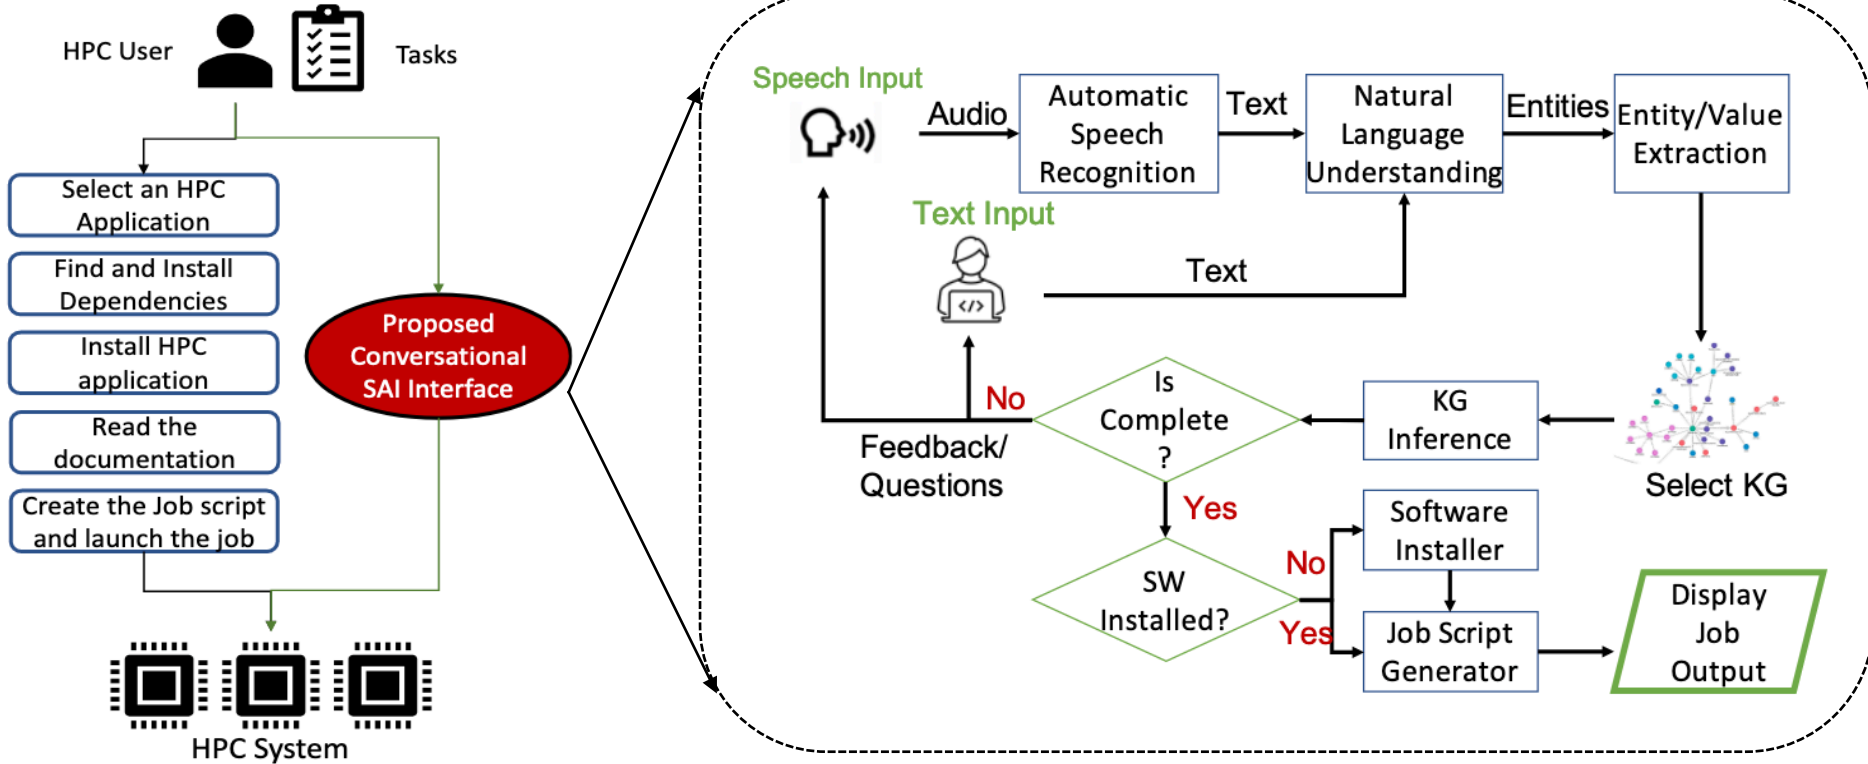 HPC User
Tasks
Select an HPC
Application
Find and Install
Dependencies
Install HPC
application
Read the
documentation
Create the Job script
and launch the job
Proposed
Conversational
SAI Interface
HPC System
Speech Input
Audio
Automatic
Speech
Recognition
Text
Natural
Language
Understanding
Entities
Entity/Value
Extraction
Text Input
</>
Text
Select KG
KG
Inference
Is
Complete
?
No
Feedback/
Questions
Yes
SW
Installed?
No
Yes
Software
Installer
Job Script
Generator
Display
Job
Output